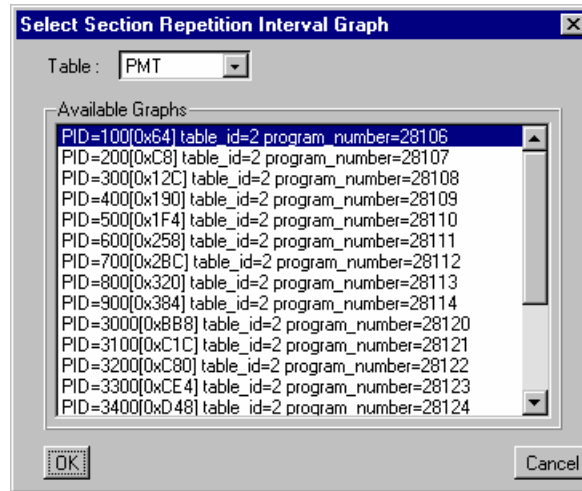 Select Section Repetition Interval Graph
Table : PMT
Available Graphs
PID=100[0x64] table_id=2 program_number=28106
PID=200[0xC8] table_id=2 program_number=28107
PID=300[0x12C] table_id=2 program_number=28108
PID=400[0x190] table_id=2 program_number=28109
PID=500[0x1F4] table_id=2 program_number=28110
PID=600[0x258] table_id=2 program_number=28111
PID=700[0x2BC] table_id=2 program_number=28112
PID=800[0x320] table_id=2 program_number=28113
PID=900[0x384] table_id=2 program_number=28114
PID=3000[0xBB8] table_id=2 program_number=28120
PID=3100[0xC1C] table_id=2 program_number=28121
PID=3200[0xC80] table_id=2 program_number=28122
PID=3300[0xCE4] table_id=2 program_number=28123
PID=3400[0xD48] table_id=2 program_number=28124
OK Cancel